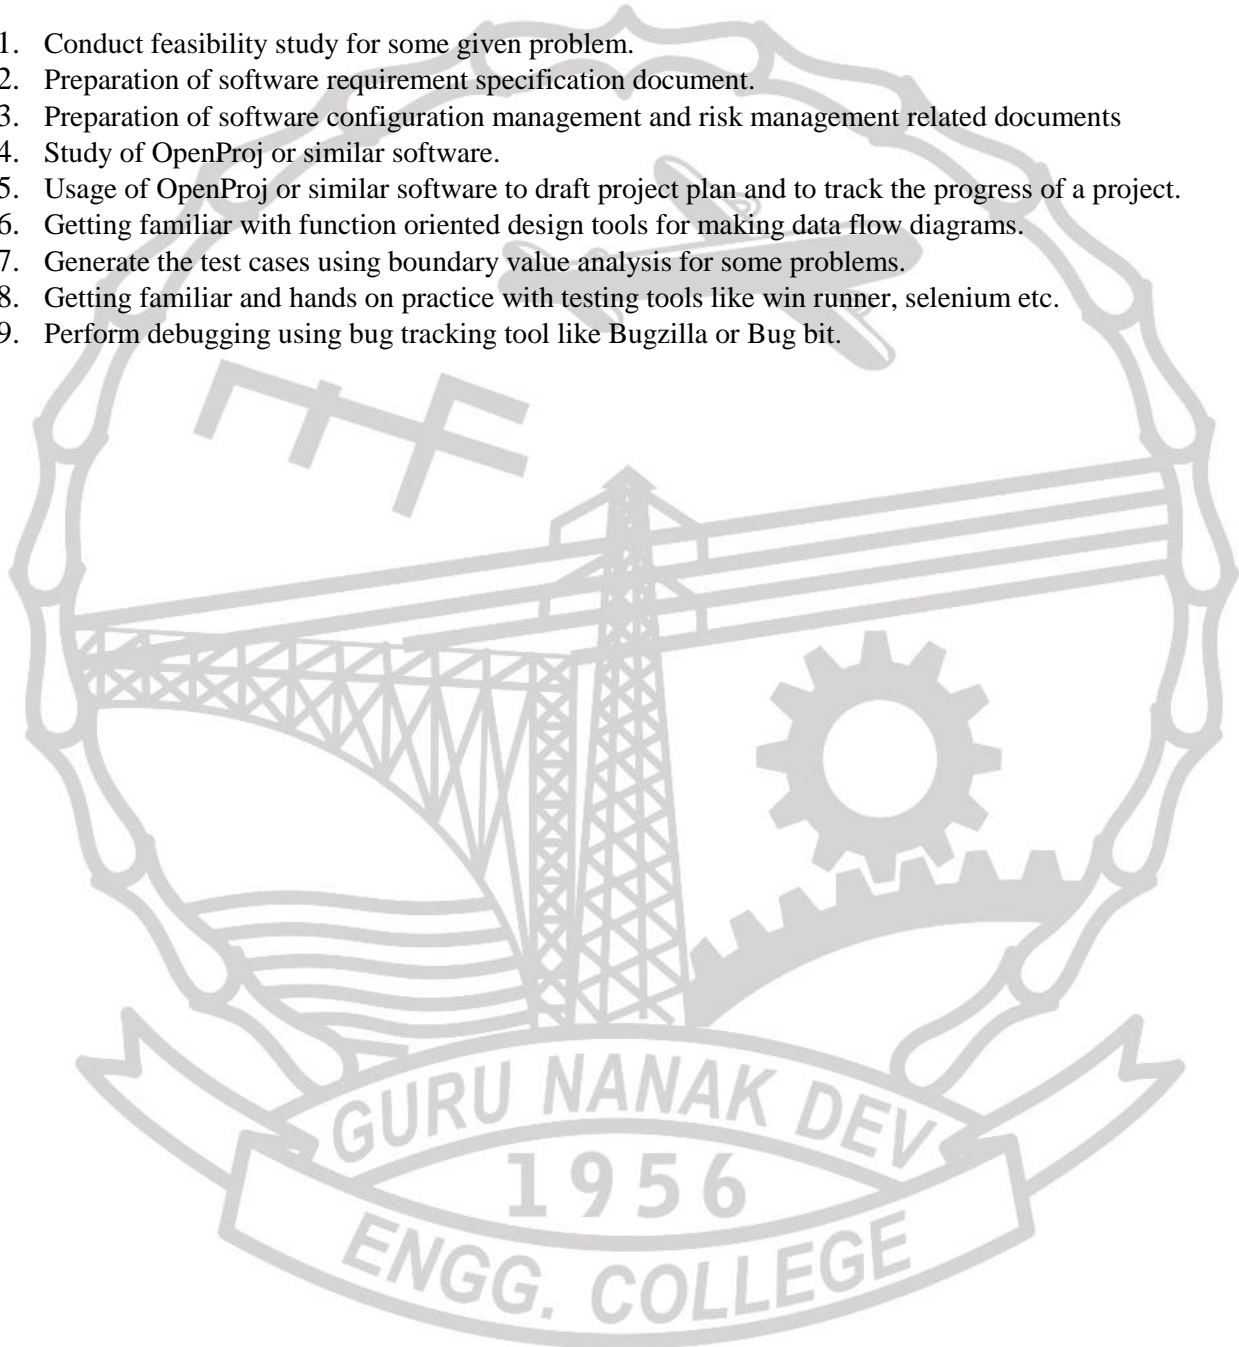 1. Conduct feasibility study for some given problem.
2. Preparation of software requirement specification document.
3. Preparation of software configuration management and risk management related documents
4. Study of OpenProj or similar software.
5. Usage of OpenProj or similar software to draft project plan and to track the progress of a project.
6. Getting familiar with function oriented design tools for making data flow diagrams.
7. Generate the test cases using boundary value analysis for some problems.
8. Getting familiar and hands on practice with testing tools like win runner, selenium etc.
9. Perform debugging using bug tracking tool like Bugzilla or Bug bit.
GURU NANAK DEV
1956
ENGG. COLLEGE